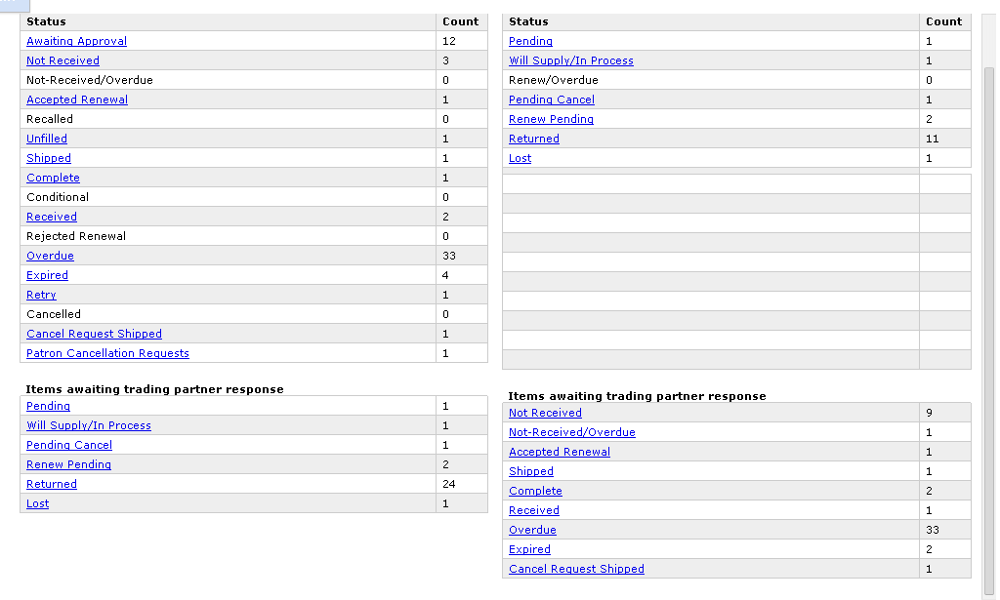 Status Count
Awaiting Approval 12
Not Received 3
Not-Received/Overdue 0
Accepted Renewal 1
Recalled 0
Unfilled 1
Shipped 1
Complete 1
Conditional 0
Received 2
Rejected Renewal 0
Overdue 33
Expired 4
Retry 1
Cancelled 0
Cancel Request Shipped 1
Patron Cancellation Requests 1
Items awaiting trading partner response
Pending 1
Will Supply/In Process 1
Pending Cancel 1
Renew Pending 2
Returned 24
Lost 1
Status Count
Pending 1
Will Supply/In Process 1
Renew/Overdue 0
Pending Cancel 1
Renew Pending 2
Returned 11
Lost 1
Items awaiting trading partner response
Not Received 9
Not-Received/Overdue 1
Accepted Renewal 1
Shipped 1
Complete 2
Received 1
Overdue 33
Expired 2
Cancel Request Shipped 1